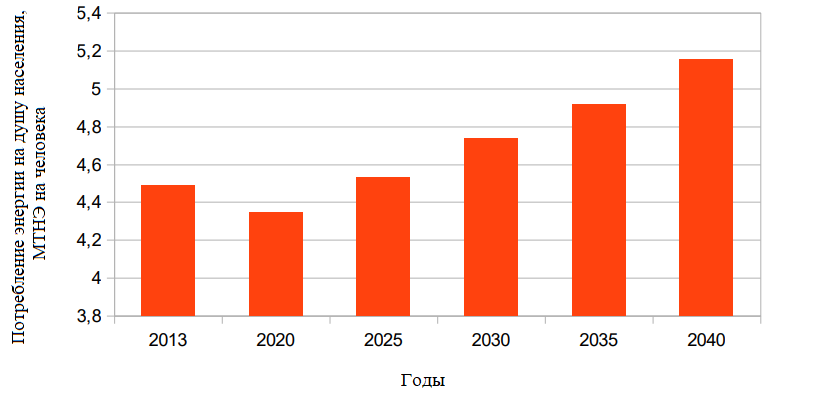 Потребление энергии на душу населения,
МТНЭ на человека
5,4
5,2
5
4,8
4,6
4,4
4,2
4
3,8
2013 2020 2025 2030 2035 2040
Годы